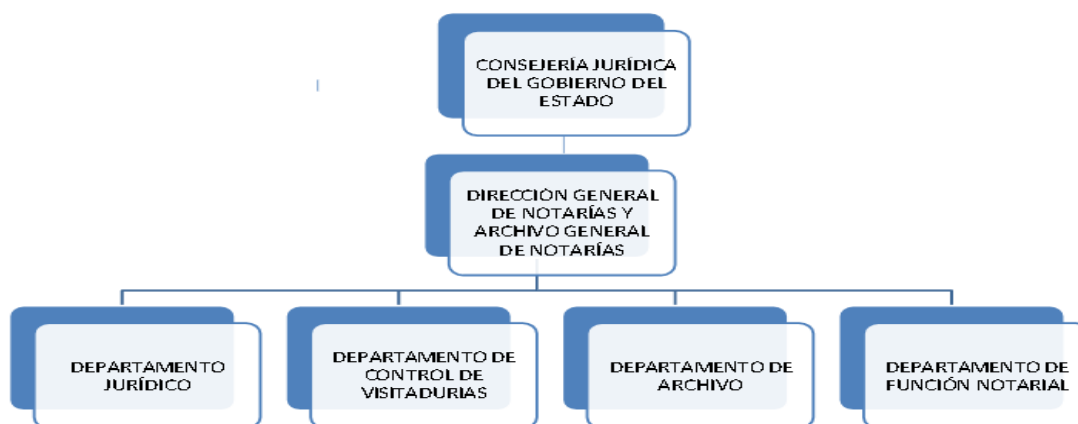 CONSEJERÍA JURÍDICA
DEL GOBIERNO DEL
ESTADO
DIRECCIÓN GENERAL
DE NOTARÍAS Y
ARCHIVO GENERAL
DE NOTARÍAS
DEPARTAMENTO
JURÍDICO
DEPARTAMENTO DE
CONTROL DE
VISITADURIAS
DEPARTAMENTO DE
ARCHIVO
DEPARTAMENTO DE
FUNCIÓN NOTARIAL